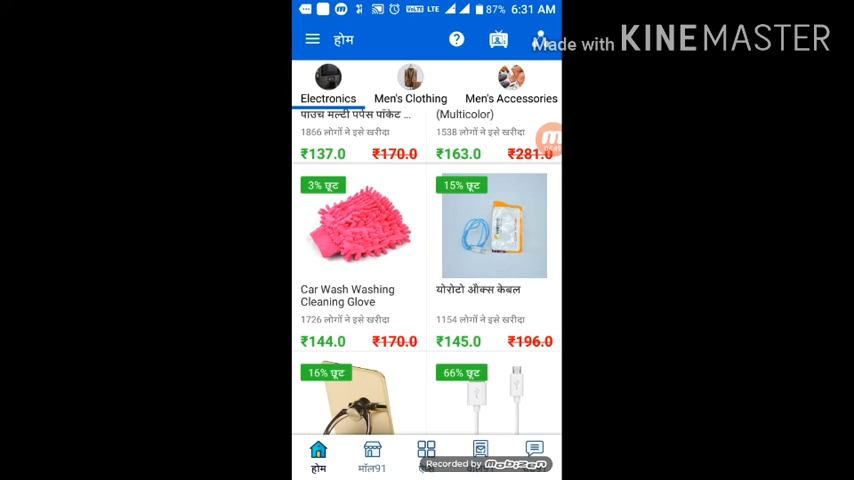 VoLTE LTE 87% 6:31 AM
होम
Made with KINEMASTER
Electronics
Men's Clothing
Men's Accessories
पाउच मल्टी पर्पस पॉकेट ...
(Multicolor)
1866 लोगों ने इसे खरीदा
1538 लोगों ने इसे खरीदा
₹137.0 ₹170.0
₹163.0 ₹281.0
3% छूट
15% छूट
Car Wash Washing
Cleaning Glove
योरोटो औक्स केबल
1726 लोगों ने इसे खरीदा
1154 लोगों ने इसे खरीदा
₹144.0 ₹170.0
₹145.0 ₹196.0
16% छूट
66% छूट
होम
मॉल91
Recorded by mobizen